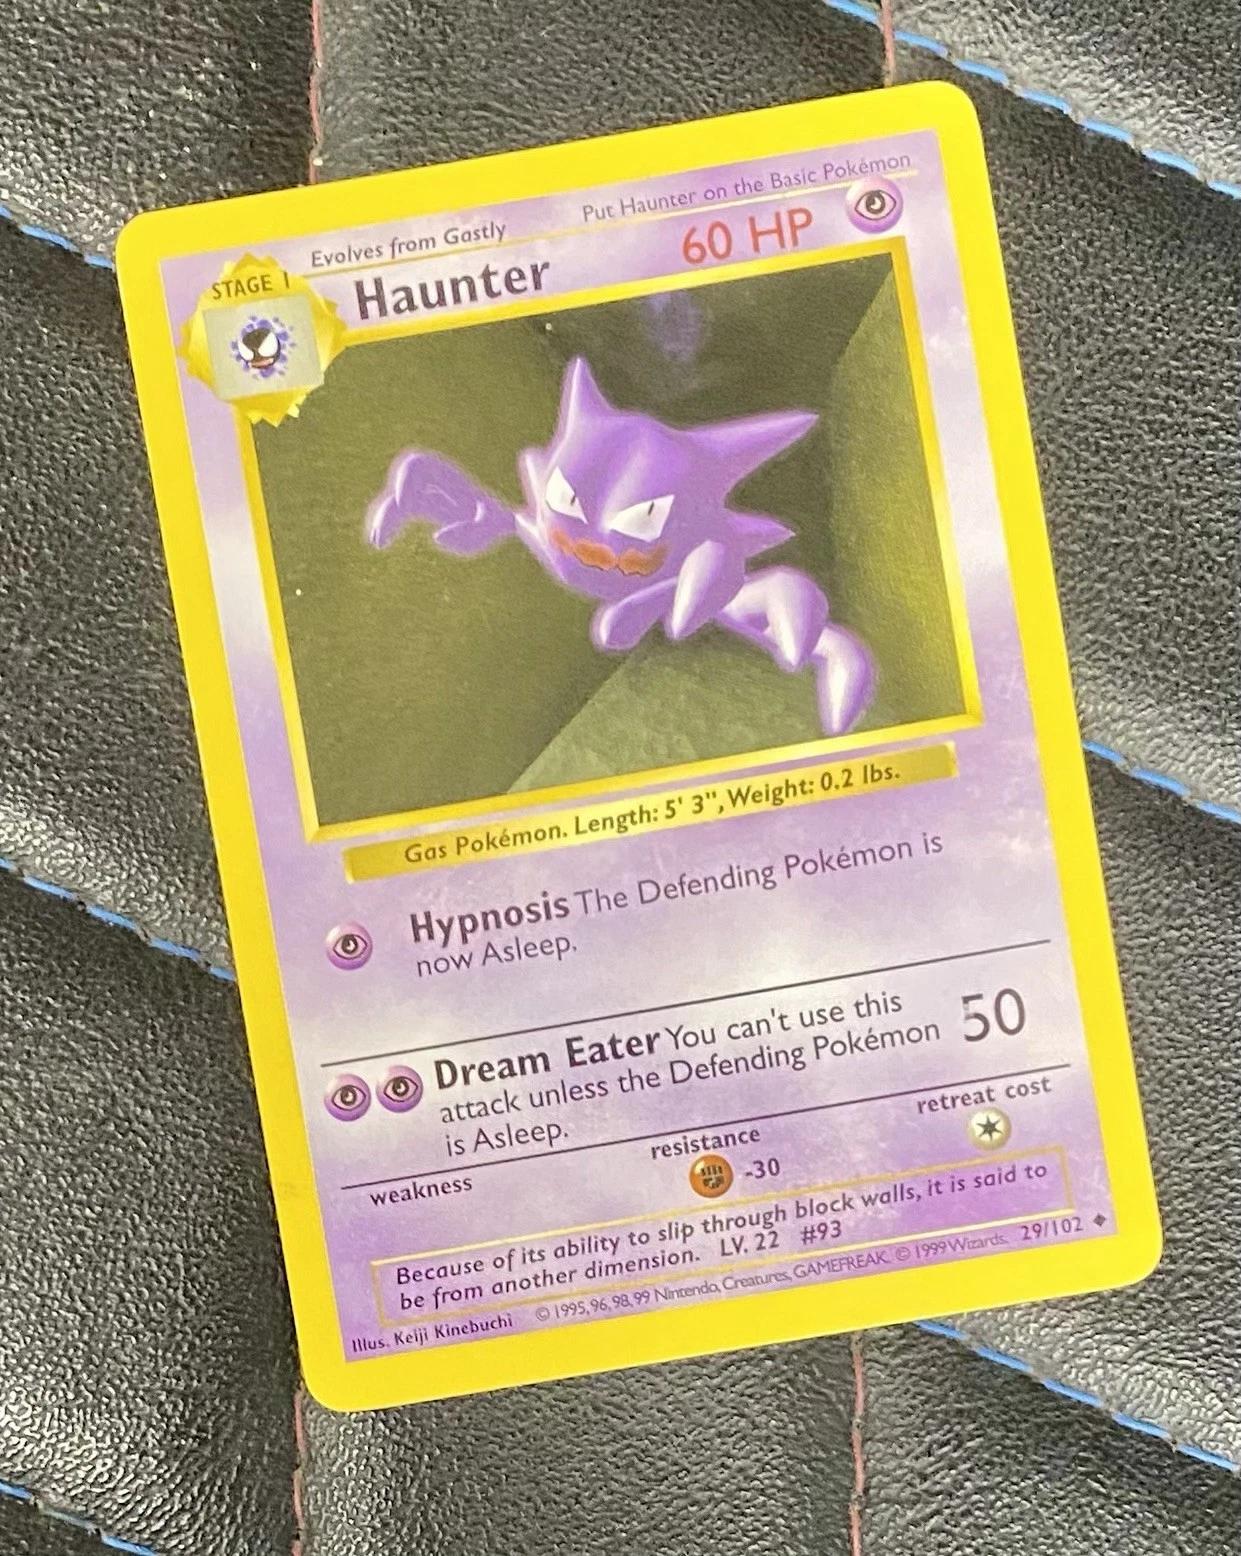 Evolves from Gastly
Put Haunter on the Basic Pokémon
STAGE 1
Haunter
60 HP
Gas Pokémon. Length: 5' 3", Weight: 0.2 lbs.
Hypnosis The Defending Pokémon is
now Asleep.
Dream Eater You can't use this
attack unless the Defending Pokémon
is Asleep.
50
weakness
resistance
retreat cost
-30
Because of its ability to slip through block walls, it is said to
be from another dimension. LV. 22 #93
Illus. Keiji Kinebuchi
© 1995, 96, 98, 99 Nintendo, Creatures, GAMEFREAK. © 1999 Wizards. 29/102